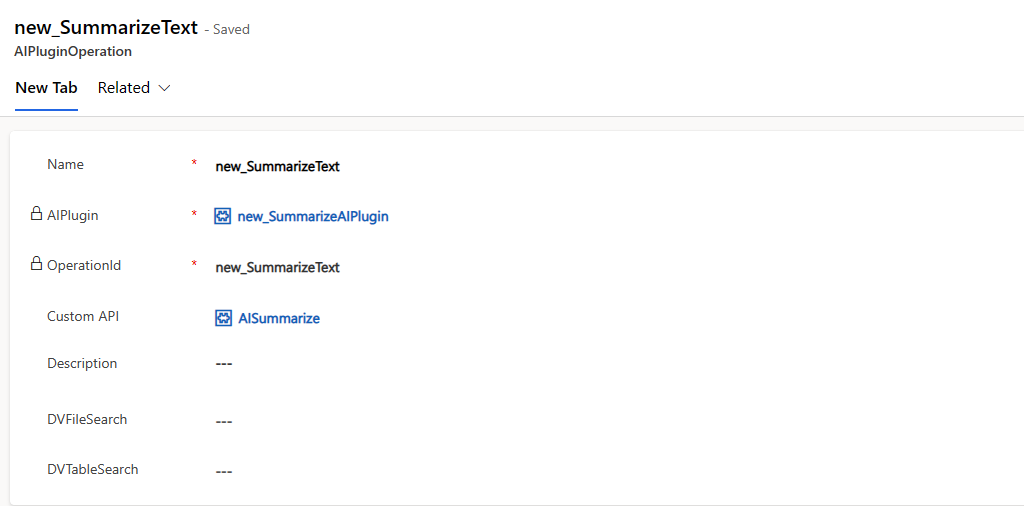 new_SummarizeText - Saved
AIPluginOperation
New Tab Related
Name * new_SummarizeText
AIPlugin * new_SummarizeAIPlugin
OperationId * new_SummarizeText
Custom API AISummarize
Description ---
DVFileSearch ---
DVTableSearch ---